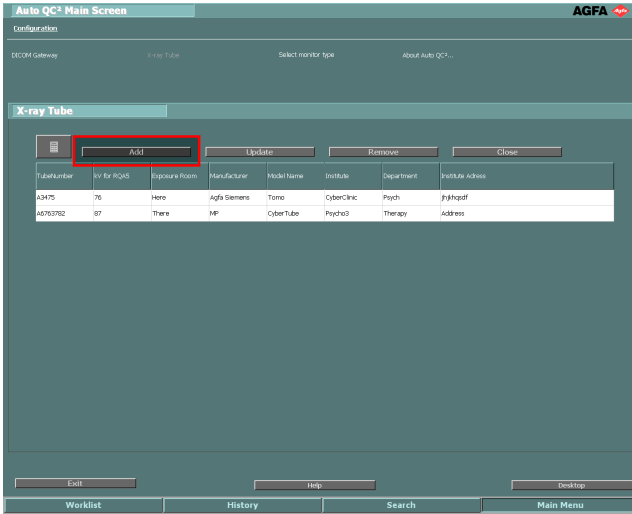 Auto QC² Main Screen
AGFA
Configuration
DICOM Gateway X-ray Tube Select monitor type About Auto QC²...
X-ray Tube
Add Update Remove Close
TubeNumber kV for RQA5 Exposure Room Manufacturer Model Name Institute Department Institute Adress
A3475 76 Here Agfa Siemens Tomo CyberClinic Psych jhjkhqsdf
A6763782 87 There MP CyberTube Psycho3 Therapy Address
Exit Help Desktop
Worklist History Search Main Menu